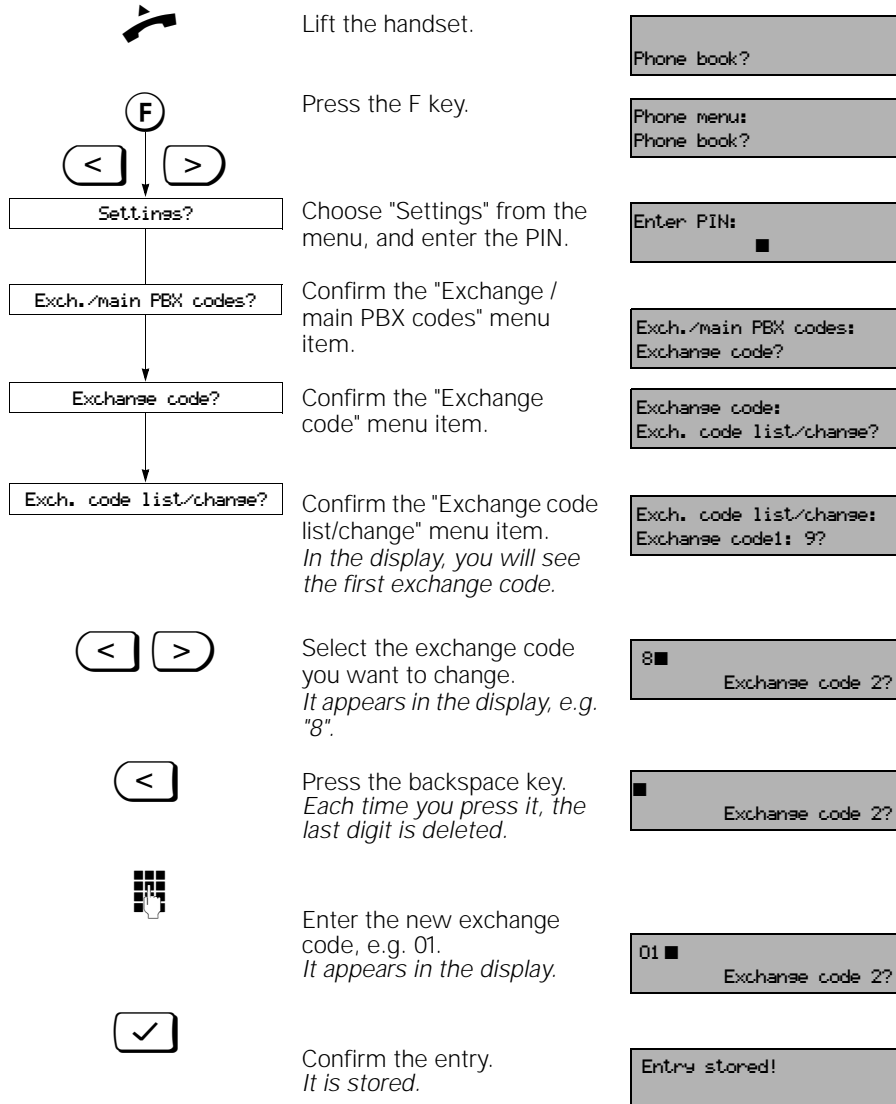 Lift the handset.
Phone book?
F
Press the F key.
Phone menu:
Phone book?
< >
Settings?
Choose "Settings" from the
menu, and enter the PIN.
Enter PIN:
Exch./main PBX codes?
Confirm the "Exchange /
main PBX codes" menu
item.
Exch./main PBX codes:
Exchange code?
Exchange code?
Confirm the "Exchange
code" menu item.
Exchange code:
Exch. code list/change?
Exch. code list/change?
Confirm the "Exchange code
list/change" menu item.
In the display, you will see
the first exchange code.
Exch. code list/change:
Exchange code1: 9?
< >
Select the exchange code
you want to change.
It appears in the display, e.g.
"8".
8
Exchange code 2?
<
Press the backspace key.
Each time you press it, the
last digit is deleted.
Exchange code 2?
Enter the new exchange
code, e.g. 01.
It appears in the display.
01
Exchange code 2?
Confirm the entry.
It is stored.
Entry stored!